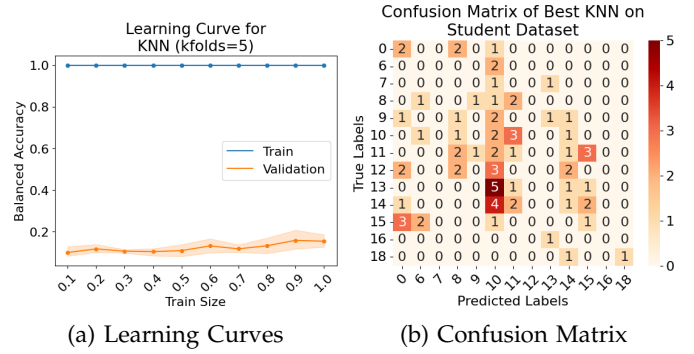 Learning Curve for
KNN (kfolds=5)
Balanced Accuracy
1.0
0.8
0.6
0.4
0.2
Train
Validation
0.1 0.2 0.3 0.4 0.5 0.6 0.7 0.8 0.9 1.0
Train Size
(a) Learning Curves
Confusion Matrix of Best KNN on
Student Dataset
True Labels
0 2 0 0 2 0 1 0 0 0 0 0 0 0
6 0 0 0 0 0 2 0 0 0 0 0 0 0
7 0 0 0 0 0 1 0 0 1 0 0 0 0
8 0 1 0 0 1 1 2 0 0 0 0 0 0
9 1 0 0 1 0 2 0 0 1 1 0 0 0
10 0 1 0 1 0 2 3 0 0 1 0 0 0
11 0 0 0 2 1 2 1 0 0 1 3 0 0
12 2 0 0 2 0 3 0 0 0 2 0 0 0
13 0 0 0 0 0 5 1 0 0 1 1 0 0
14 1 0 0 0 0 4 2 0 0 1 2 0 0
15 3 2 0 0 0 1 0 0 0 0 1 0 0
16 0 0 0 0 0 0 0 0 1 0 0 0 0
18 0 0 0 0 0 0 0 0 0 1 0 0 1
0 6 7 8 9 10 11 12 13 14 15 16 18
Predicted Labels
5
4
3
2
1
0
(b) Confusion Matrix